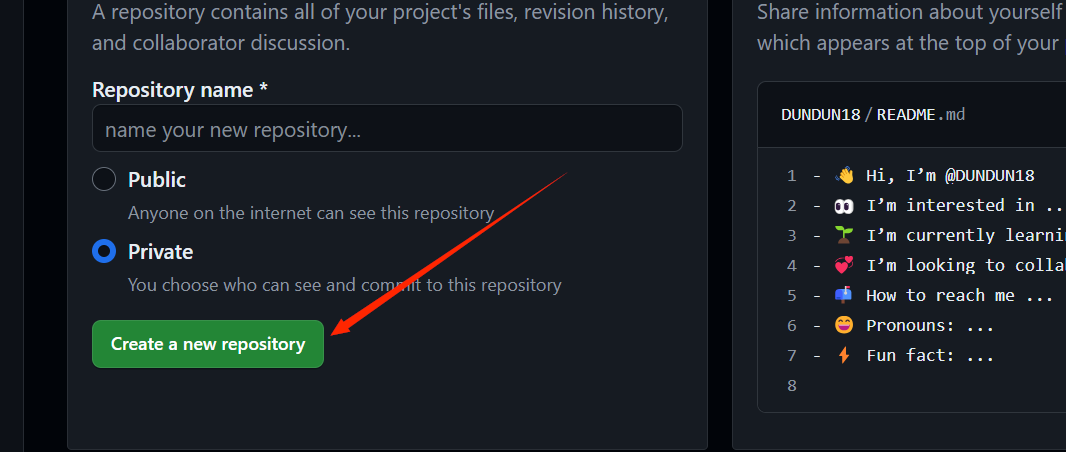 A repository contains all of your project's files, revision history,
and collaborator discussion.
Repository name *
name your new repository...
Public
Anyone on the internet can see this repository
Private
You choose who can see and commit to this repository
Create a new repository
Share information about yourself
which appears at the top of your
DUNDUN18/README.md
1 - 👋 Hi, I’m @DUNDUN18
2 - 👀 I’m interested in ..
3 - 🌱 I’m currently learni
4 - 💞️ I’m looking to colla
5 - 📫 How to reach me ...
6 - 😄 Pronouns: ...
7 - ⚡ Fun fact: ...
8